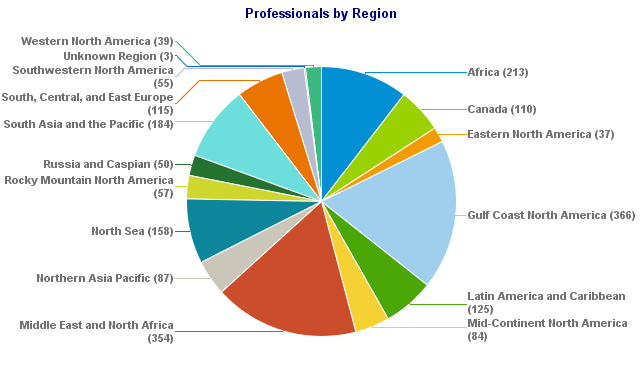 Professionals by Region
Western North America (39)
Unknown Region (3)
Southwestern North America
(55)
South, Central, and East Europe
(115)
South Asia and the Pacific (184)
Russia and Caspian (50)
Rocky Mountain North America
(57)
North Sea (158)
Northern Asia Pacific (87)
Middle East and North Africa
(354)
Africa (213)
Canada (110)
Eastern North America (37)
Gulf Coast North America (366)
Latin America and Caribbean
(125)
Mid-Continent North America
(84)